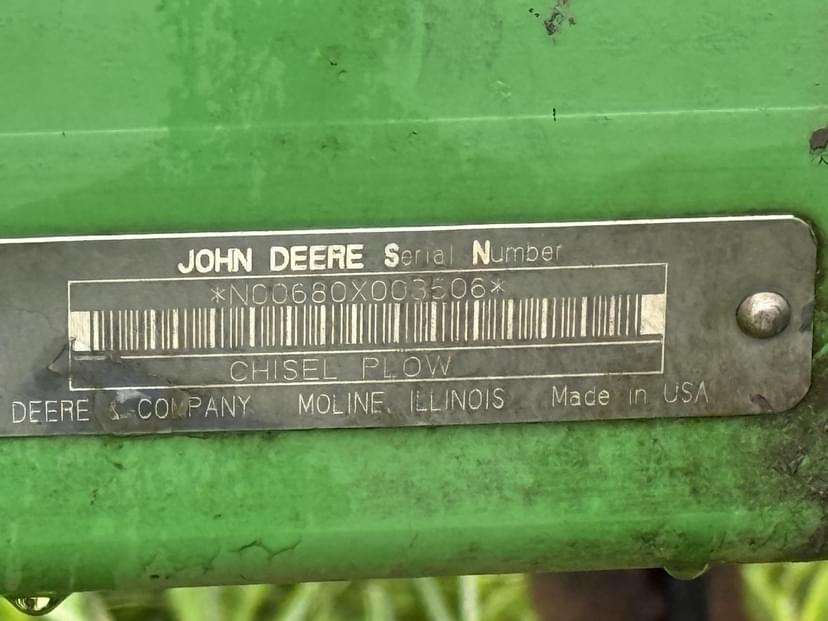 JOHN DEERE Serial Number
*N00680X003506*
CHISEL PLOW
DEERE & COMPANY MOLINE, ILLINOIS Made in USA